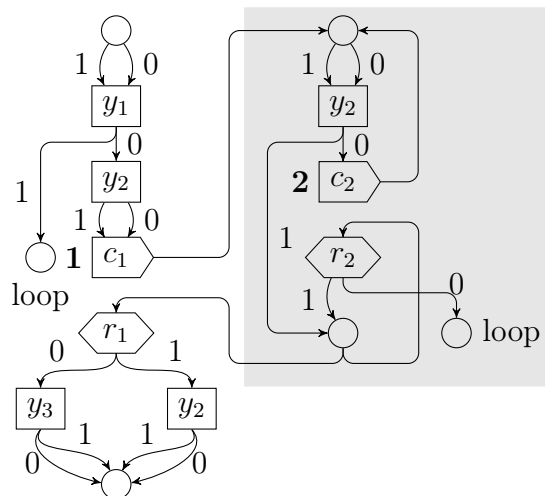 1 0 1 0
y₁ y₂
0 0
1 y₂ 2 c₂
1 0
1 c₁ 1 r₂
loop 1 0
r₁ loop
0 1
y₃ y₂
1 1
0 0